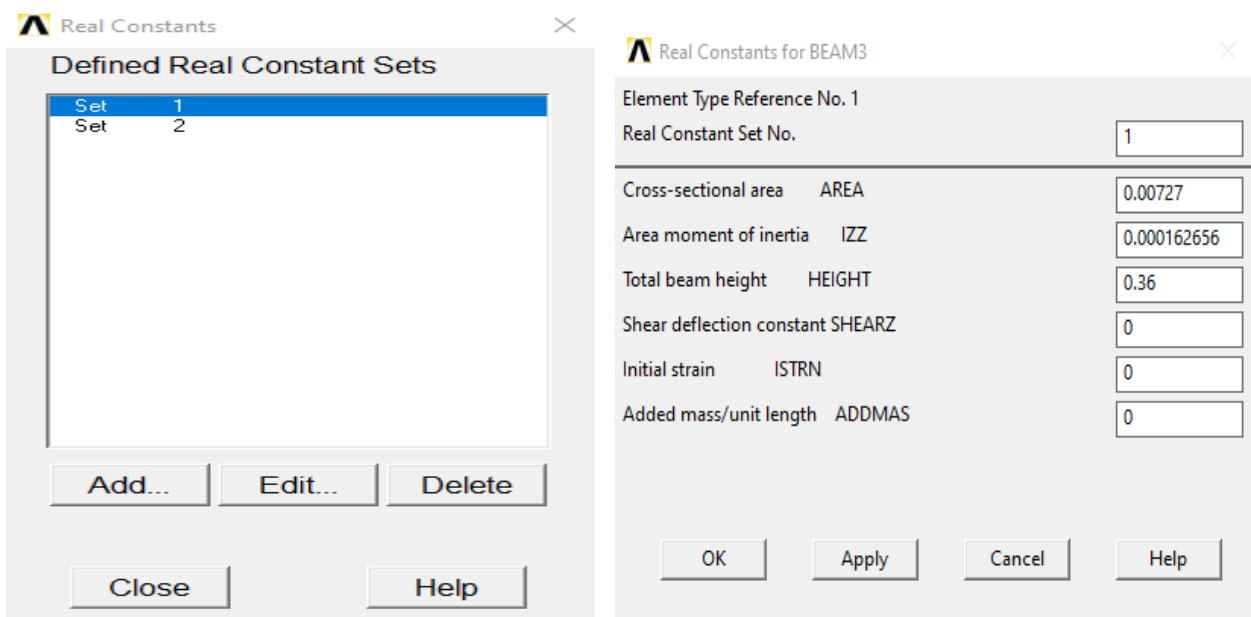 Real Constants
Defined Real Constant Sets
Set 1
Set 2
Add...
Edit...
Delete
Close
Help
Real Constants for BEAM3
Element Type Reference No. 1
Real Constant Set No. 1
Cross-sectional area AREA 0.00727
Area moment of inertia IZZ 0.000162656
Total beam height HEIGHT 0.36
Shear deflection constant SHEARZ 0
Initial strain ISTRN 0
Added mass/unit length ADDMAS 0
OK
Apply
Cancel
Help